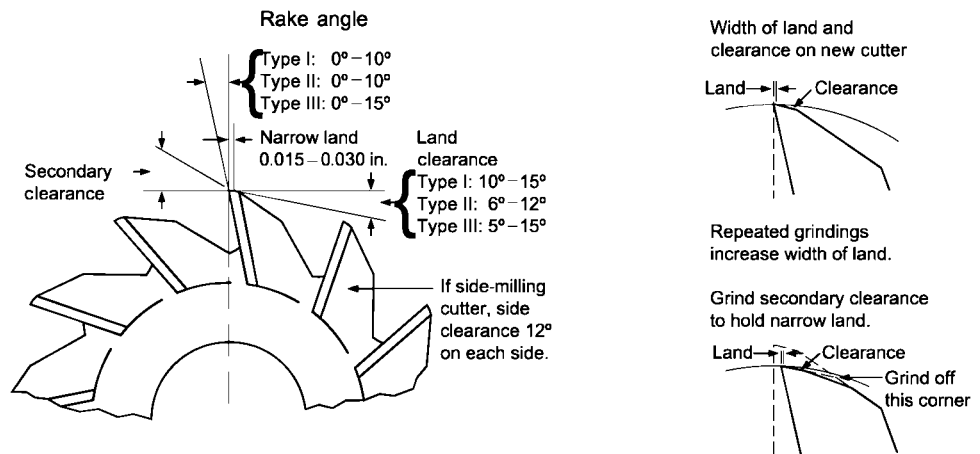 Rake angle
Type I: 0º–10º
Type II: 0º–10º
Type III: 0º–15º
Narrow land
0.015–0.030 in.
Land
clearance
Type I: 10º–15º
Type II: 6º–12º
Type III: 5º–15º
Secondary
clearance
If side-milling
cutter, side
clearance 12º
on each side.
Width of land and
clearance on new cutter
Land
Clearance
Repeated grindings
increase width of land.
Grind secondary clearance
to hold narrow land.
Land
Clearance
Grind off
this corner